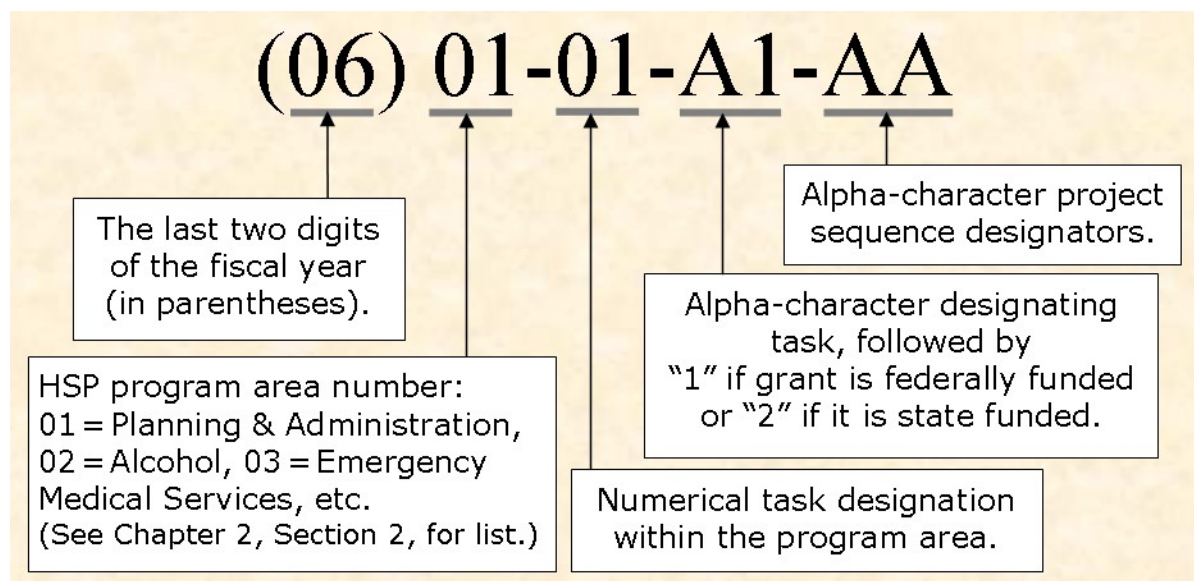 (06) 01-01-A1-AA
The last two digits
of the fiscal year
(in parentheses).
HSP program area number:
01 = Planning & Administration,
02 = Alcohol, 03 = Emergency
Medical Services, etc.
(See Chapter 2, Section 2, for list.)
Numerical task designation
within the program area.
Alpha-character designating
task, followed by
“1” if grant is federally funded
or “2” if it is state funded.
Alpha-character project
sequence designators.